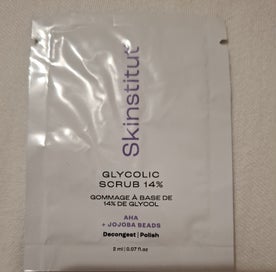 Skinstitut
GLYCOLIC
SCRUB 14%
GOMMAGE À BASE DE
14% DE GLYCOL
AHA
+ JOJOBA BEADS
Decongest | Polish
2 ml | 0.07 fl oz